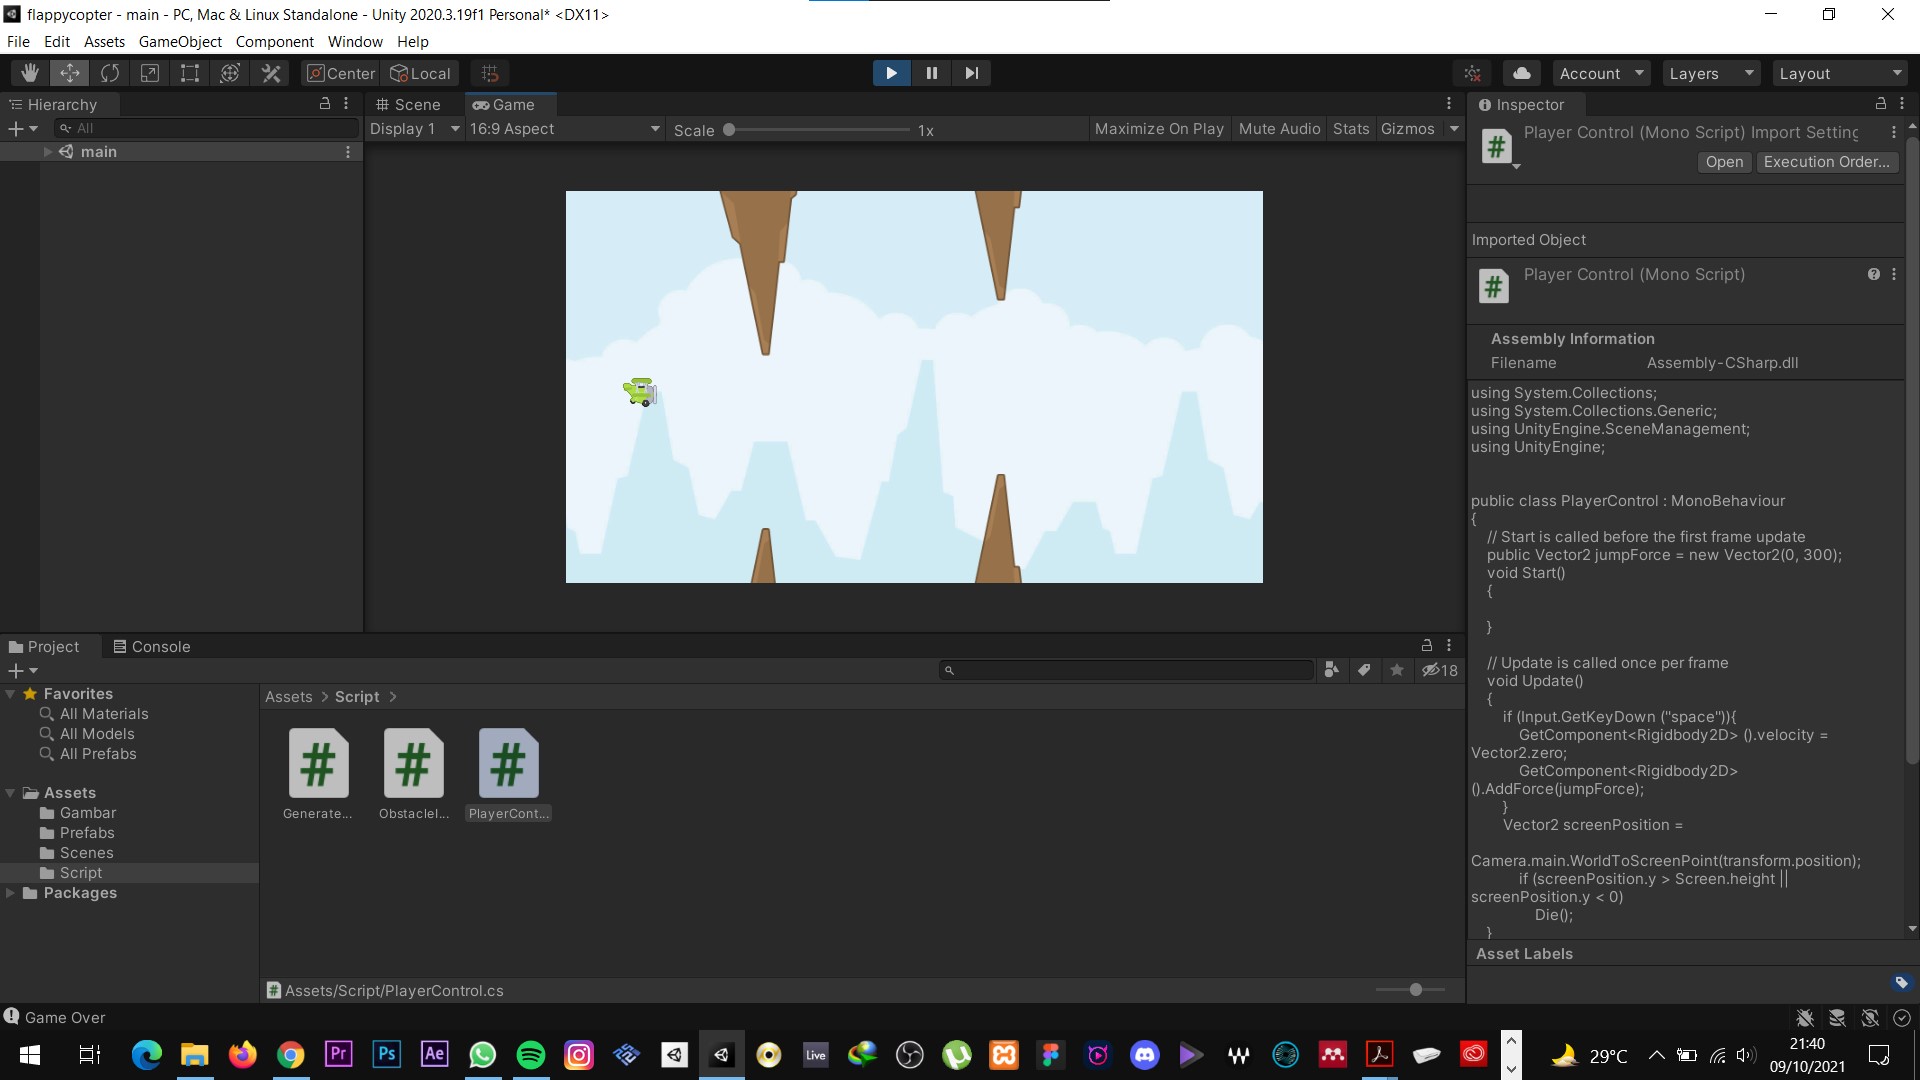 flappycopter - main - PC, Mac & Linux Standalone - Unity 2020.3.19f1 Personal* <DX11>
File Edit Assets GameObject Component Window Help
Center Local
Account Layers Layout
Hierarchy
All
main
Scene Game
Display 1 16:9 Aspect Scale 1x Maximize On Play Mute Audio Stats Gizmos
Inspector
Player Control (Mono Script) Import Setting
Open Execution Order...
Imported Object
Player Control (Mono Script)
Assembly Information
Filename Assembly-CSharp.dll
using System.Collections;
using System.Collections.Generic;
using UnityEngine.SceneManagement;
using UnityEngine;
public class PlayerControl : MonoBehaviour
{
// Start is called before the first frame update
public Vector2 jumpForce = new Vector2(0, 300);
void Start()
{
}
// Update is called once per frame
void Update()
{
if (Input.GetKeyDown ("space")){
GetComponent<Rigidbody2D> ().velocity =
Vector2.zero;
GetComponent<Rigidbody2D>
().AddForce(jumpForce);
}
Vector2 screenPosition =
Camera.main.WorldToScreenPoint(transform.position);
if (screenPosition.y > Screen.height ||
screenPosition.y < 0)
Die();
}
Asset Labels
Project Console
18
Favorites
All Materials
All Models
All Prefabs
Assets
Gambar
Prefabs
Scenes
Script
Packages
Assets > Script >
# # #
Generate... ObstacleI... PlayerCont...
Assets/Script/PlayerControl.cs
Game Over
Pr Ps Ae Live
29°C
21:40
09/10/2021